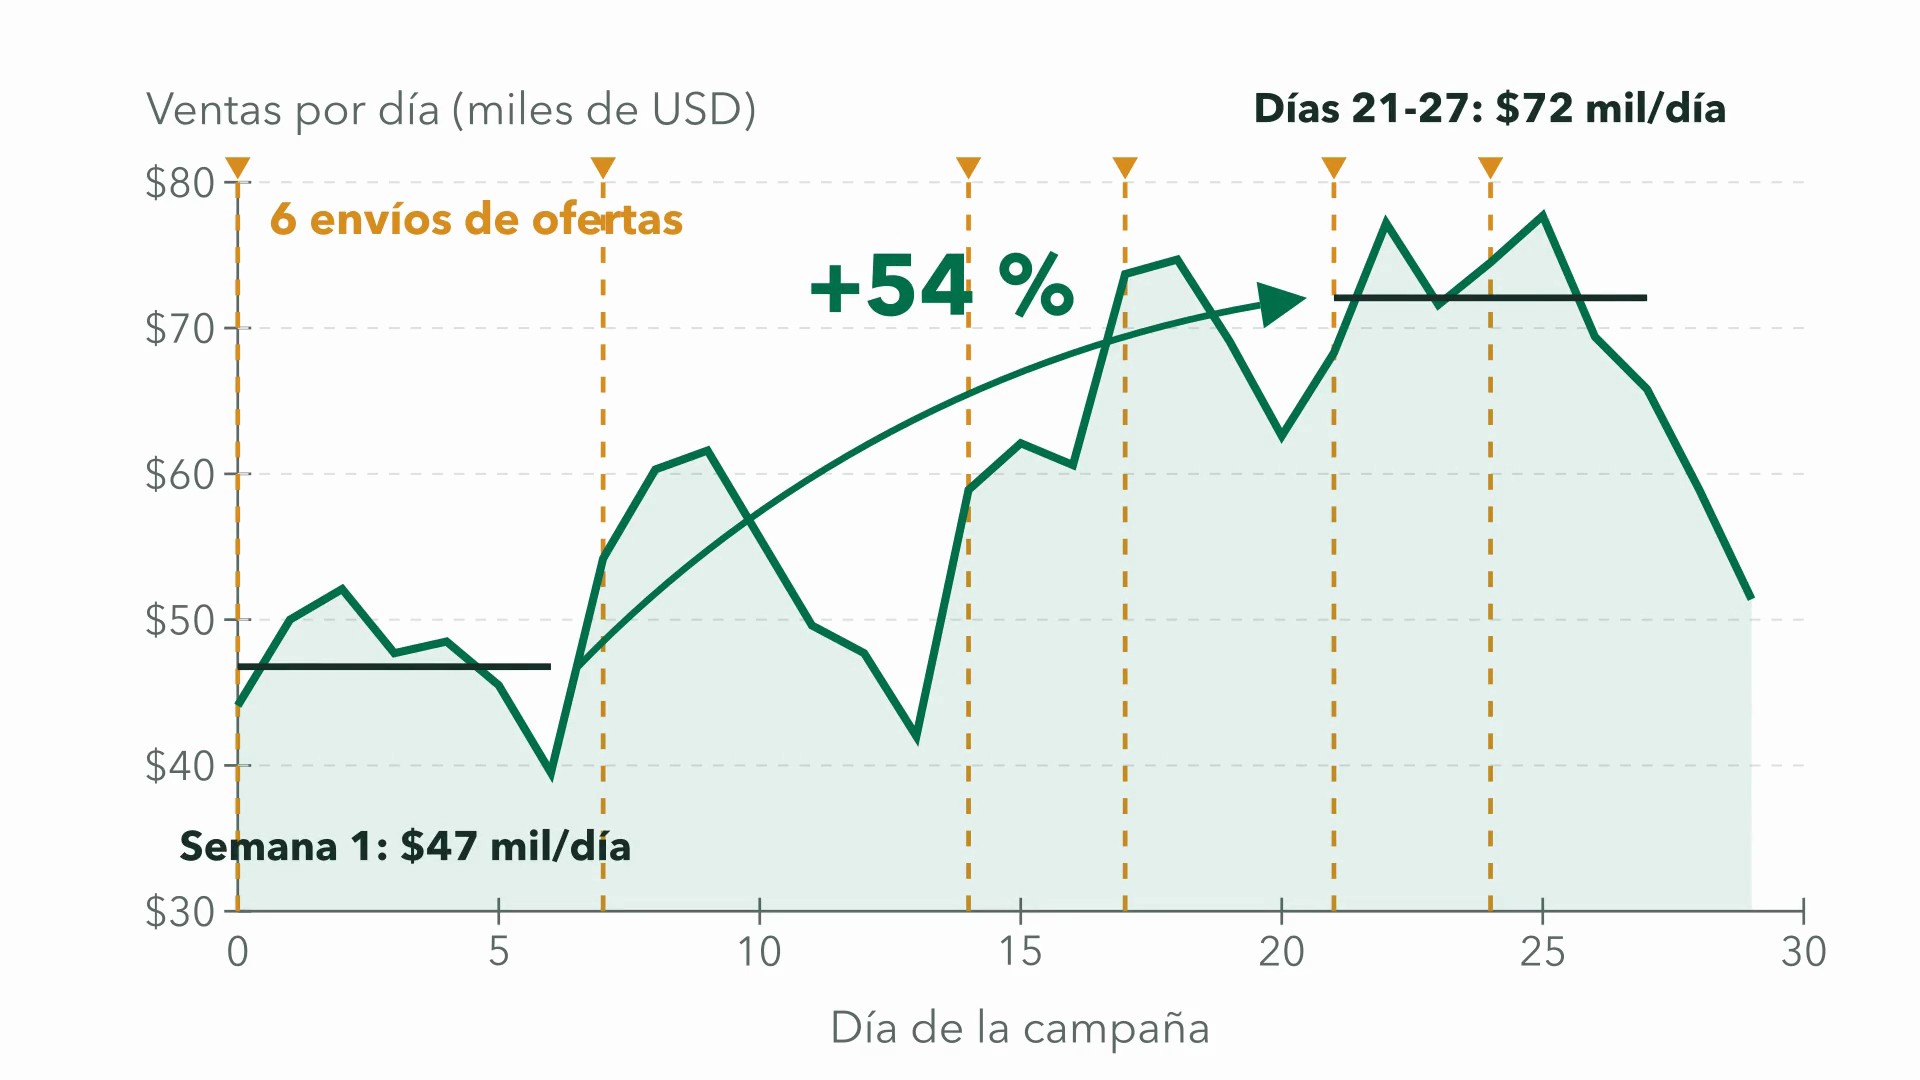 Ventas por día (miles de USD)
Días 21-27: $72 mil/día
$80
6 envíos de ofertas
+54 %
$70
$60
$50
$40
Semana 1: $47 mil/día
$30
0 5 10 15 20 25 30
Día de la campaña